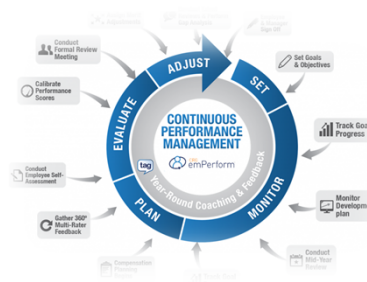 Conduct
Formal Review
Meeting
Calibrate
Performance
Scores
Conduct
Employee Self-
Assessment
Gather 360°
Multi-Rater
Feedback
ADJUST
SET
MONITOR
PLAN
EVALUATE
CONTINUOUS
PERFORMANCE
MANAGEMENT
tag
emPerform
Year-Round Coaching & Feedback
Set Goals
& Objectives
Track Goa
Progress
Monitor
Developm
plan
Conduct
Mid-Year
Review